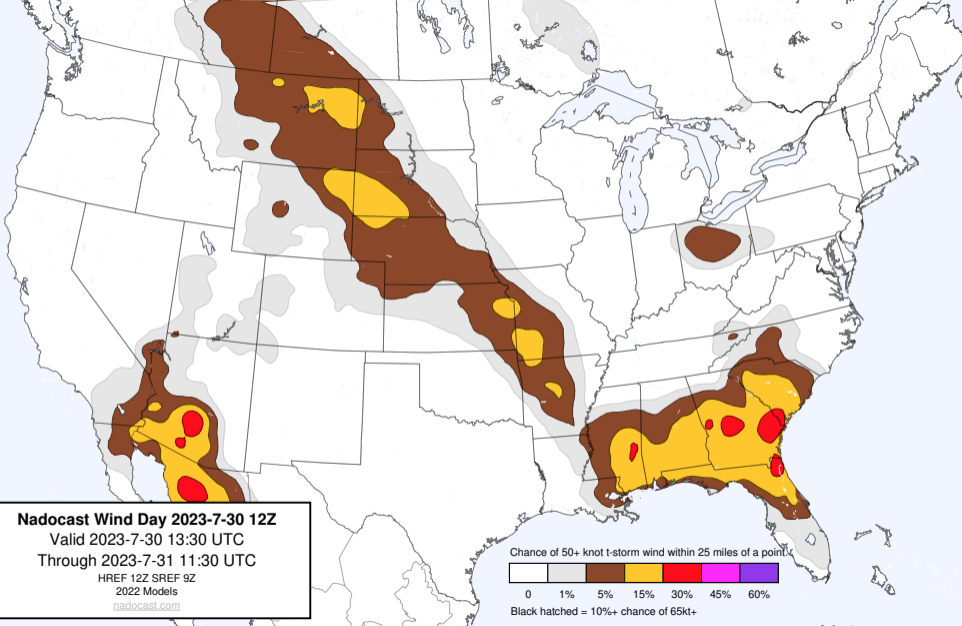 Nadocast Wind Day 2023-7-30 12Z
Valid 2023-7-30 13:30 UTC
Through 2023-7-31 11:30 UTC
HREF 12Z SREF 9Z
2022 Models
nadocast.com
Chance of 50+ knot t-storm wind within 25 miles of a point.
0 1% 5% 15% 30% 45% 60%
Black hatched = 10%+ chance of 65kt+